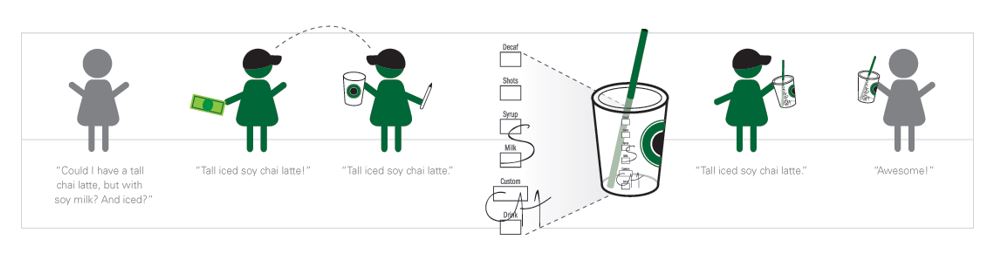 Decaf
Shots
Syrup
S
Milk
Custom
CH
Drink
“Could I have a tall
chai latte, but with
soy milk? And iced?”
“Tall iced soy chai latte!”
“Tall iced soy chai latte.”
“Tall iced soy chai latte.”
“Awesome!”